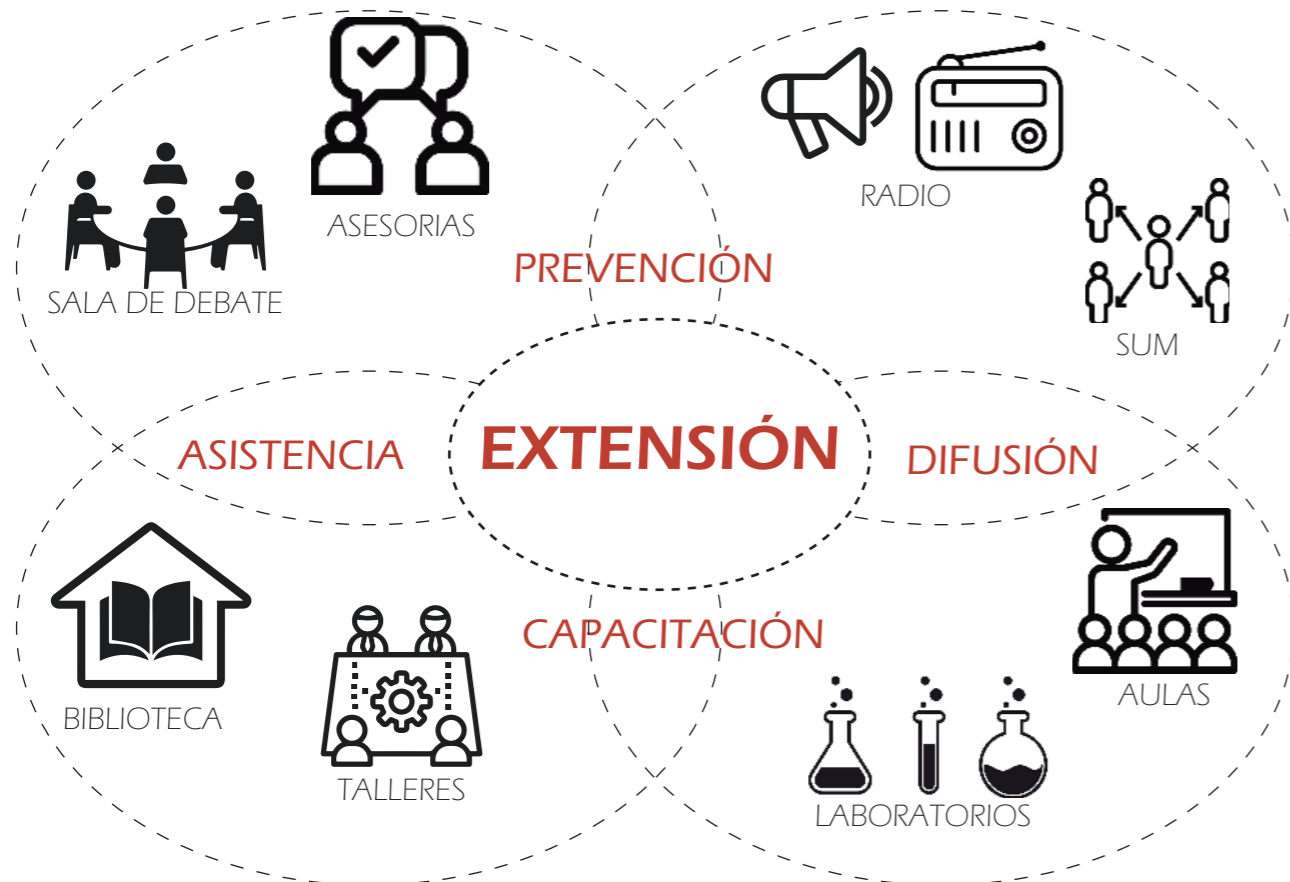 ASESORIAS
SALA DE DEBATE
RADIO
SUM
PREVENCIÓN
ASISTENCIA
EXTENSIÓN
DIFUSIÓN
CAPACITACIÓN
BIBLIOTECA
TALLERES
AULAS
LABORATORIOS